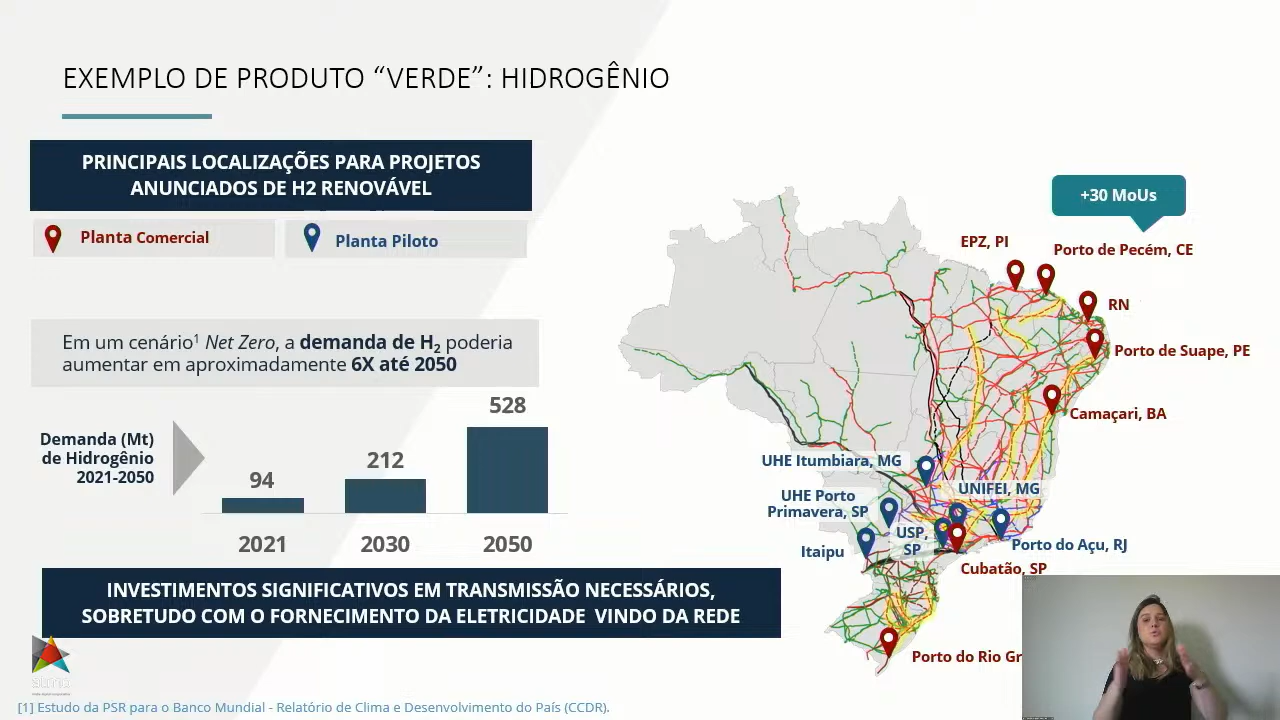 EXEMPLO DE PRODUTO “VERDE”: HIDROGÊNIO
PRINCIPAIS LOCALIZAÇÕES PARA PROJETOS
ANUNCIADOS DE H2 RENOVÁVEL
Planta Comercial
Planta Piloto
Em um cenário¹ Net Zero, a demanda de H₂ poderia
aumentar em aproximadamente 6X até 2050
Demanda (Mt)
de Hidrogênio
2021-2050
94
212
528
2021
2030
2050
INVESTIMENTOS SIGNIFICATIVOS EM TRANSMISSÃO NECESSÁRIOS,
SOBRETUDO COM O FORNECIMENTO DA ELETRICIDADE VINDO DA REDE
[1] Estudo da PSR para o Banco Mundial - Relatório de Clima e Desenvolvimento do País (CCDR).
+30 MoUs
EPZ, PI
Porto de Pecém, CE
RN
Porto de Suape, PE
Camaçari, BA
UHE Itumbiara, MG
UNIFEI, MG
UHE Porto
Primavera, SP
USP,
SP
Itaipu
Porto do Açu, RJ
Cubatão, SP
Porto do Rio Gr